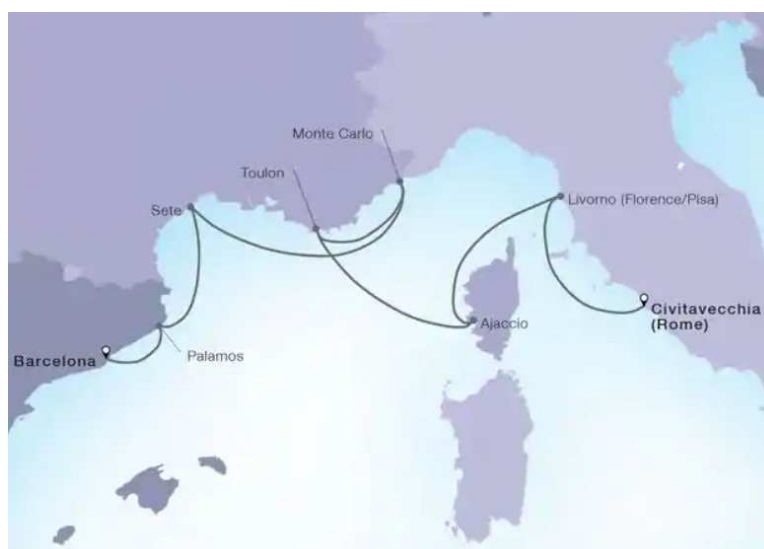 Monte Carlo
Toulon
Sete
Livorno (Florence/Pisa)
Civitavecchia
(Rome)
Ajaccio
Palamos
Barcelona